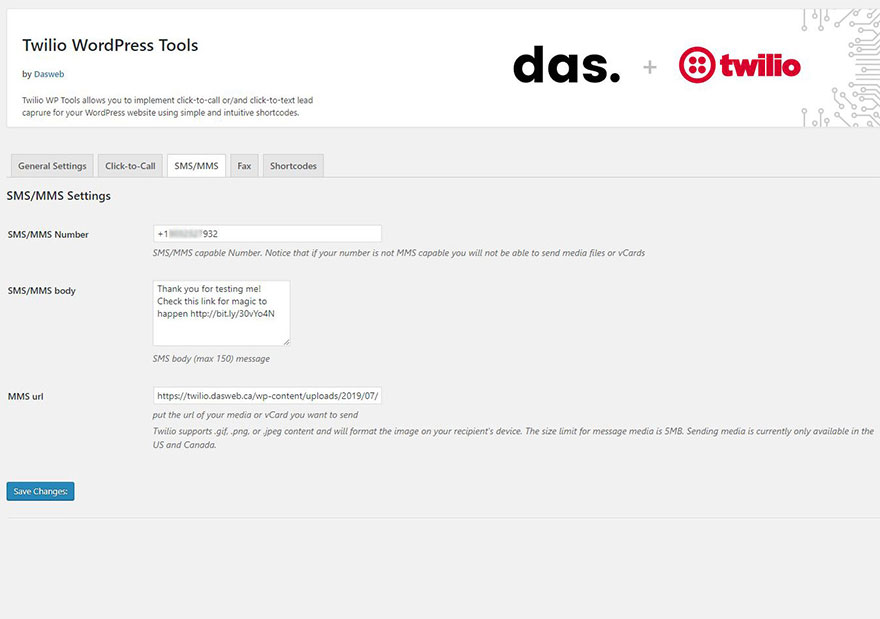 Twilio WordPress Tools
by Dasweb
Twilio WP Tools allows you to implement click-to-call or/and click-to-text lead
caprure for your WordPress website using simple and intuitive shortcodes.
das. + twilio
General Settings Click-to-Call SMS/MMS Fax Shortcodes
SMS/MMS Settings
SMS/MMS Number
+1 932
SMS/MMS capable Number. Notice that if your number is not MMS capable you will not be able to send media files or vCards
SMS/MMS body
Thank you for testing me!
Check this link for magic to
happen http://bit.ly/30vYo4N
SMS body (max 150) message
MMS url
https://twilio.dasweb.ca/wp-content/uploads/2019/07/
put the url of your media or vCard you want to send
Twilio supports .gif, .png, or .jpeg content and will format the image on your recipient's device. The size limit for message media is 5MB. Sending media is currently only available in the
US and Canada.
Save Changes: